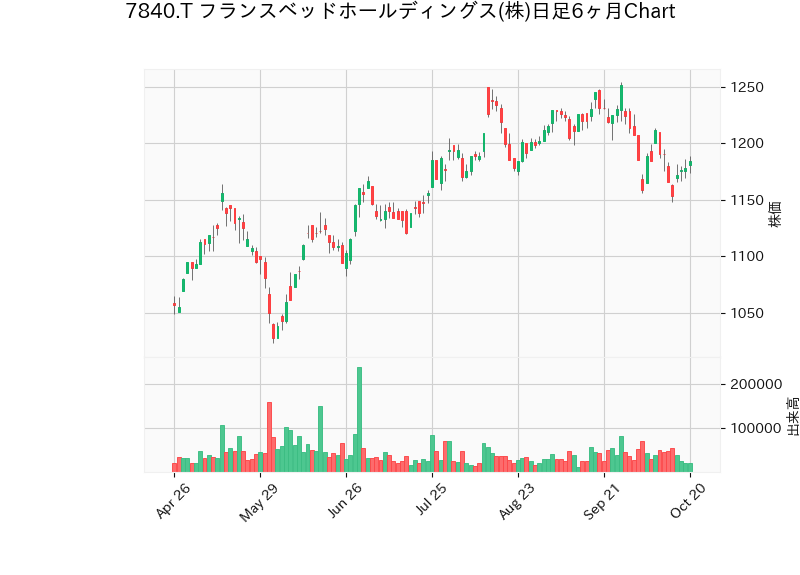 7840.T フランスベッドホールディングス(株)日足6ヶ月Chart
1250
1200
1150
1100
1050
株価
200000
100000
出来高
Apr 26
May 29
Jun 26
Jul 25
Aug 23
Sep 21
Oct 20